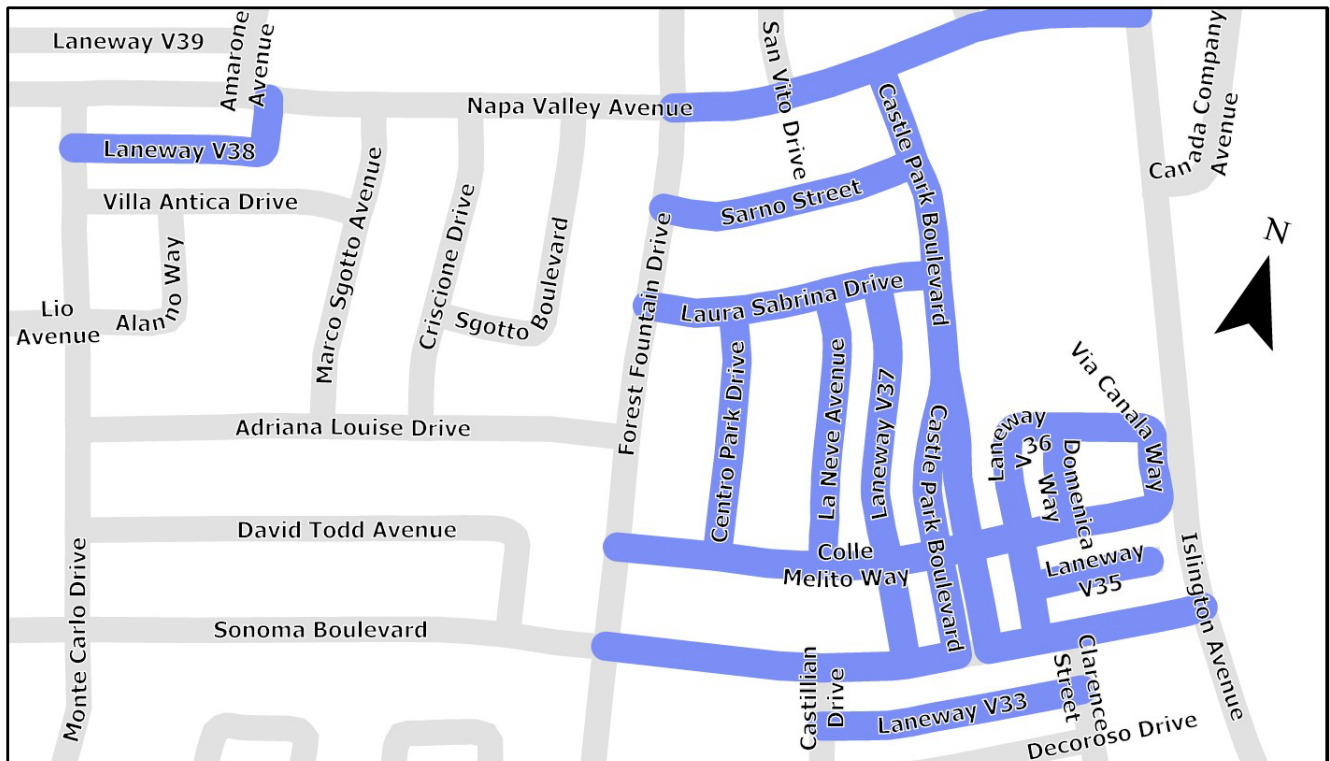 Laneway V39
Amarone
Avenue
San Vito Drive
Canada Company
Avenue
Napa Valley Avenue
Castle Park Boulevard
Laneway V38
Villa Antica Drive
Sarno Street
N
Marco Sgotto Avenue
Criscione Drive
Sgotto Boulevard
Forest Fountain Drive
Lio
Avenue
Alanno Way
Laura Sabrina Drive
Via Canala Way
Centro Park Drive
La Neve Avenue
Laneway V37
Castle Park Boulevard
Laneway
V36
Domenica
Way
Adriana Louise Drive
David Todd Avenue
Colle
Melito Way
Laneway
V35
Islington Avenue
Monte Carlo Drive
Sonoma Boulevard
Castillian
Drive
Clarence
Street
Laneway V33
Decoroso Drive